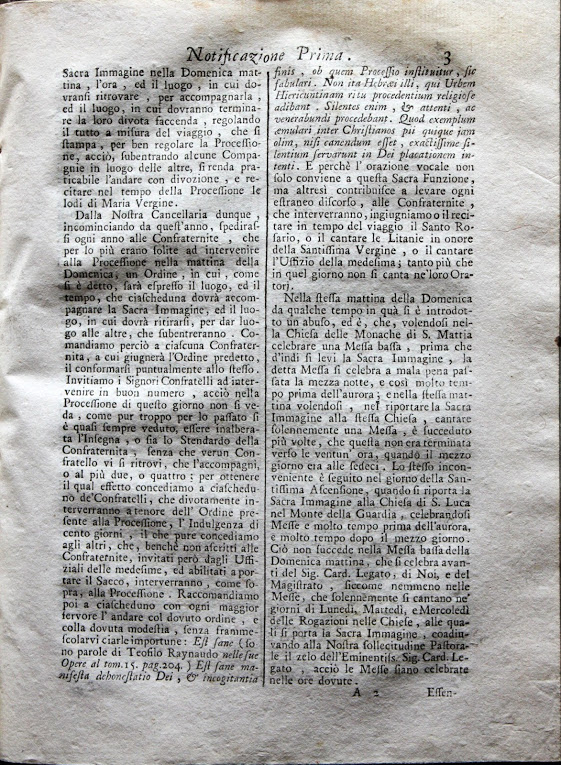 Notificazione Prima.
3
Sacra Immagine nella Domenica mat-
tina, l'ora, ed il luogo, in cui do-
vransi ritrovare, per accompagnarla,
ed il luogo, in cui dovranno termina-
re la loro divota faccenda, regolando
il tutto a misura del viaggio, che si
stampa, per ben regolare la Processio-
ne, acciò, subentrando alcune Compa-
gnie in luogo delle altre, si renda pra-
ticabile l'andare con divozione, e re-
citare nel tempo della Processione le
lodi di Maria Vergine.
Dalla Nostra Cancellaria dunque,
incominciando da quest'anno, spediras-
si ogni anno alle Confraternite, che
per lo più erano solite ad intervenire
alla Processione nella mattina della
Domenica, un Ordine, in cui, come
si è detto, sarà espresso il luogo, ed il
tempo, che ciascheduna dovrà accom-
pagnare la Sacra Immagine, ed il luo-
go, in cui dovrà ritirarsi, per dar luo-
go alle altre, che subentreranno. Co-
mandiamo perciò a ciascuna Confrater-
nita, a cui giugnerà l'Ordine predetto,
il conformarsi puntualmente allo stesso.
Invitiamo i Signori Confratelli ad inter-
venire in buon numero, acciò nella
Processione di questo giorno non si ve-
da, come pur troppo per lo passato si
è quasi sempre veduto, essere inalbera-
ta l'Insegna, o sia lo Stendardo della
Confraternita, senza che verun Con-
fratello vi si ritrovi, che l'accompagni,
o al più due, o quattro; per ottenere
il qual effetto concediamo a ciaschedu-
no de'Confratelli, che divotamente in-
terverranno a tenore dell' Ordine pre-
sente alla Processione, l' Indulgenza di
cento giorni, il che pure concediamo
agli altri, che, benchè non ascritti alle
Confraternite, invitati però dagli Uffi-
ziali delle medesime, ed abilitati a por-
tare il Sacco, interverranno, come so-
pra, alla Processione. Raccomandiamo
poi a ciascheduno con ogni maggior
fervore l' andar col dovuto ordine, e
colla dovuta modestia, senza framme-
scolarvi ciarle importune: Est sane (so-
no parole di Teofilo Raynaudo nelle sue
Opere al tom.15. pag.204.) Est sane ma-
nifesta dehonestatio Dei, & incogitantia
finis, ob quem Processio instituitur, sic
fabulari. Non ita Hebræi illi, qui Urbem
Hiericuntinam ritu procedentium religiose
adibant. Silentes enim, & attenti, ac
venerabundi procedebant. Quod exemplum
æmulari inter Christianos pii quique jam
olim, nisi canendum esset, exactissime si-
lentium servarunt in Dei placationem in-
tenti. E perchè l'orazione vocale non
solo conviene a questa Sacra Funzione,
ma altresì contribuisce a levare ogni
estraneo discorso, alle Confraternite,
che interverranno, ingiungiamo o il reci-
tare in tempo del viaggio il Santo Ro-
sario, o il cantare le Litanie in onore
della Santissima Vergine, o il cantare
l'Uffizio della medesima; tanto più che
in quel giorno non si canta ne'loro Ora-
torj.
Nella stessa mattina della Domenica
da qualche tempo in quà si è introdot-
to un abuso, ed è, che, volendosi nel-
la Chiesa delle Monache di S. Mattia
celebrare una Messa bassa, prima che
d'indi si levi la Sacra Immagine, la
detta Messa si celebra a mala pena pas-
sata la mezza notte, e così molto tem-
po prima dell'aurora; e nella stessa mat-
tina volendosi, nel riportare la Sacra
Immagine alla stessa Chiesa, cantare
solennemente una Messa, è succeduto
più volte, che questa non era terminata
verso le ventun' ora, quando il mezzo
giorno era alle sedeci. Lo stesso incon-
veniente è seguito nel giorno della San-
tissima Ascensione, quando si riporta la
Sacra Immagine alla Chiesa di S. Luca
nel Monte della Guardia, celebrandosi
Messe e molto tempo prima dell'aurora,
e molto tempo dopo il mezzo giorno.
Ciò non succede nella Messa bassa della
Domenica mattina, che si celebra avan-
ti del Sig. Card. Legato, di Noi, e del
Magistrato, siccome nemmeno nelle
Messe, che solennemente si cantano ne'
giorni di Lunedì, Martedì, e Mercoledì
delle Rogazioni nelle Chiese, alle qua-
li si porta la Sacra Immagine, coadiu-
vando alla Nostra sollecitudine Pastora-
le il zelo dell'Eminentiss. Sig. Card. Le-
gato, acciò le Messe siano celebrate
nelle ore dovute.
A 2
Essen-